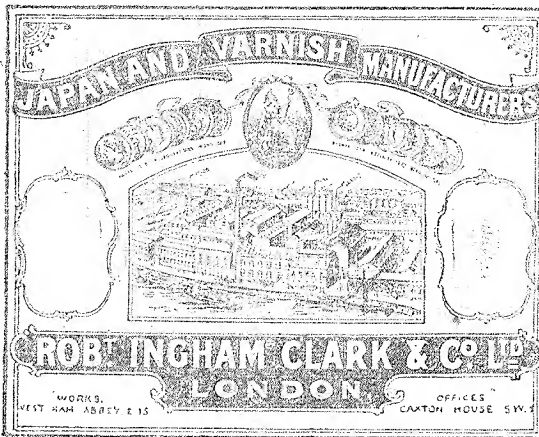 JAPAN AND VARNISH MANUFACTURERS
ROBT. INGHAM CLARK & CO LTD
LONDON
WORKS.
WEST HAM ABBEY E 15
OFFICES
CAXTON HOUSE S.W.1